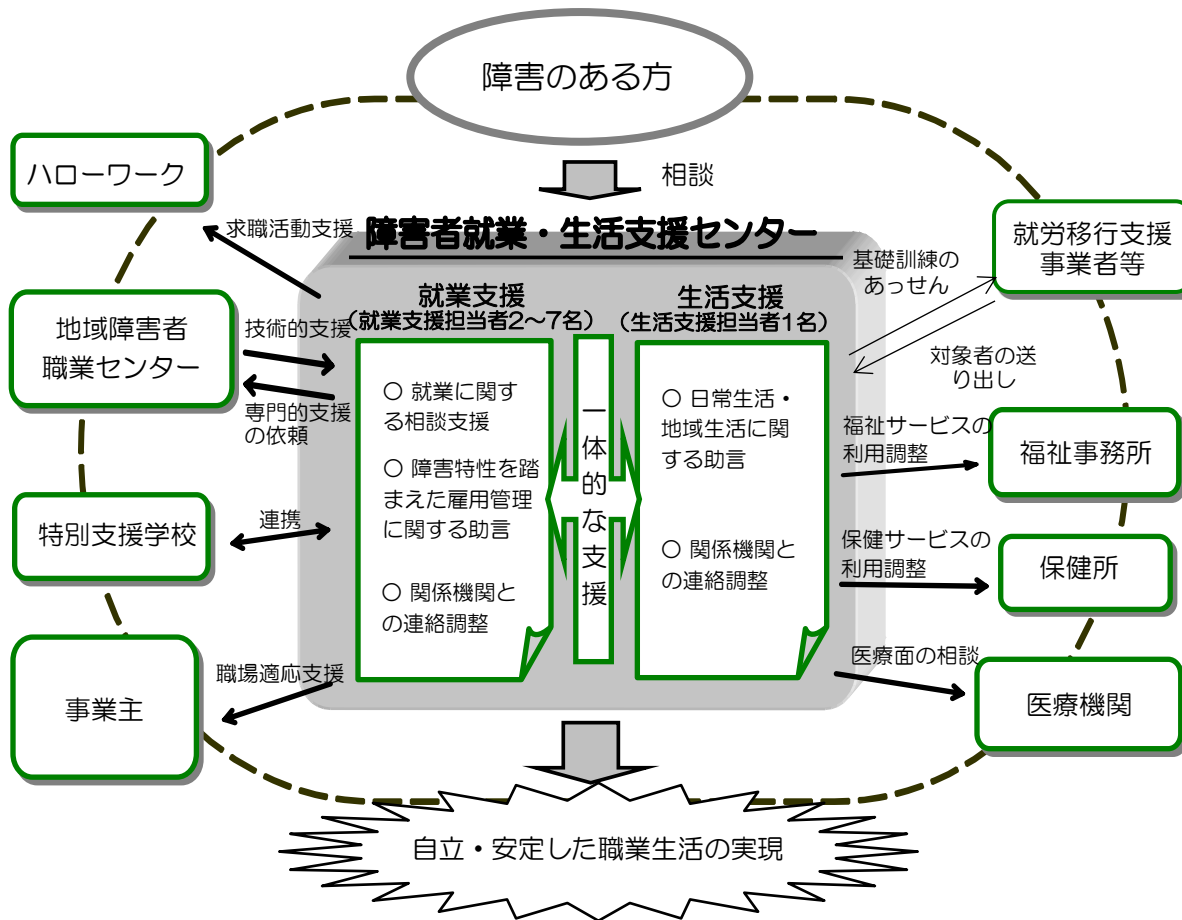 障害のある方
相談
ハローワーク
求職活動支援
障害者就業・生活支援センター
就労移行支援
事業者等
基礎訓練の
あっせん
対象者の送
り出し
地域障害者
職業センター
技術的支援
専門的支援
の依頼
就業支援
(就業支援担当者2~7名)
○ 就業に関す
る相談支援
○ 障害特性を踏
まえた雇用管理
に関する助言
○ 関係機関と
の連絡調整
一体的な支援
生活支援
(生活支援担当者1名)
○ 日常生活・
地域生活に関
する助言
○ 関係機関と
の連絡調整
福祉サービスの
利用調整
福祉事務所
特別支援学校
連携
保健サービスの
利用調整
保健所
事業主
職場適応支援
医療面の相談
医療機関
自立・安定した職業生活の実現